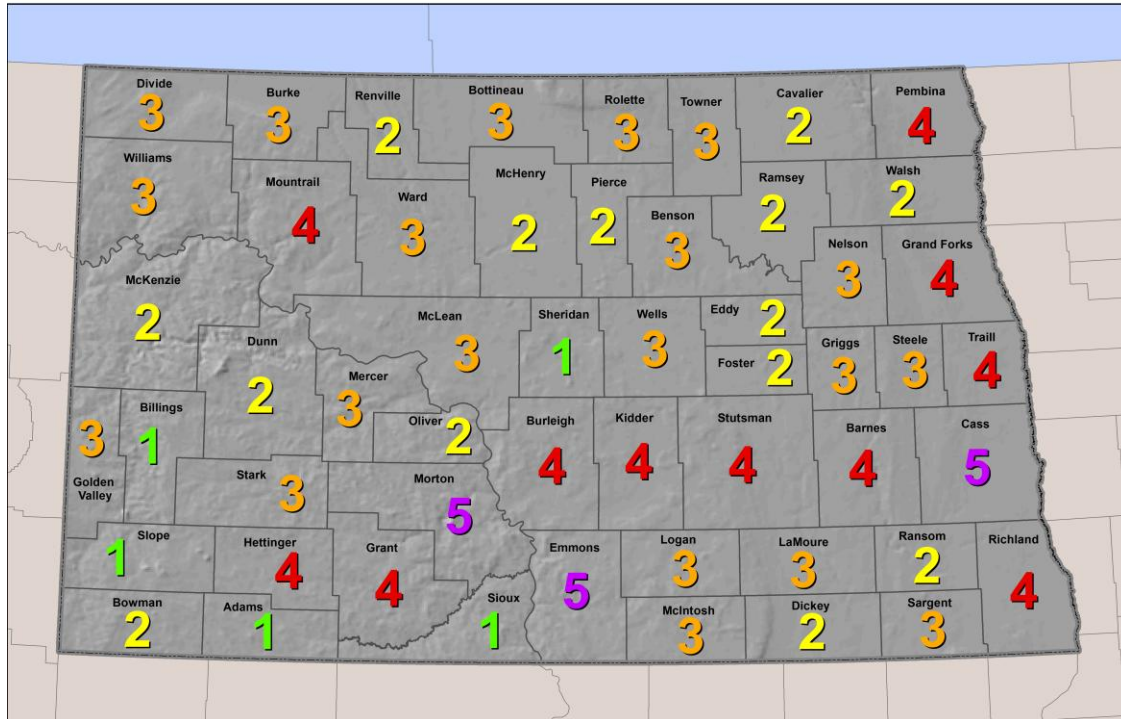 Divide
3
Burke
3
Renville
2
Bottineau
3
Rolette
3
Towner
3
Cavalier
2
Pembina
4
Williams
3
Mountrail
4
Ward
3
McHenry
2
Pierce
2
Benson
3
Ramsey
2
Walsh
2
Nelson
3
Grand Forks
4
McKenzie
2
Dunn
2
McLean
3
Mercer
3
Oliver
2
Sheridan
1
Wells
3
Eddy
2
Foster
2
Griggs
3
Steele
3
Traill
4
3
Golden
Valley
Billings
1
Stark
3
Morton
5
Burleigh
4
Kidder
4
Stutsman
4
Barnes
4
Cass
5
Slope
1
Hettinger
4
Grant
4
Sioux
1
Emmons
5
Logan
3
LaMoure
3
Ransom
2
Richland
4
Bowman
2
Adams
1
McIntosh
3
Dickey
2
Sargent
3